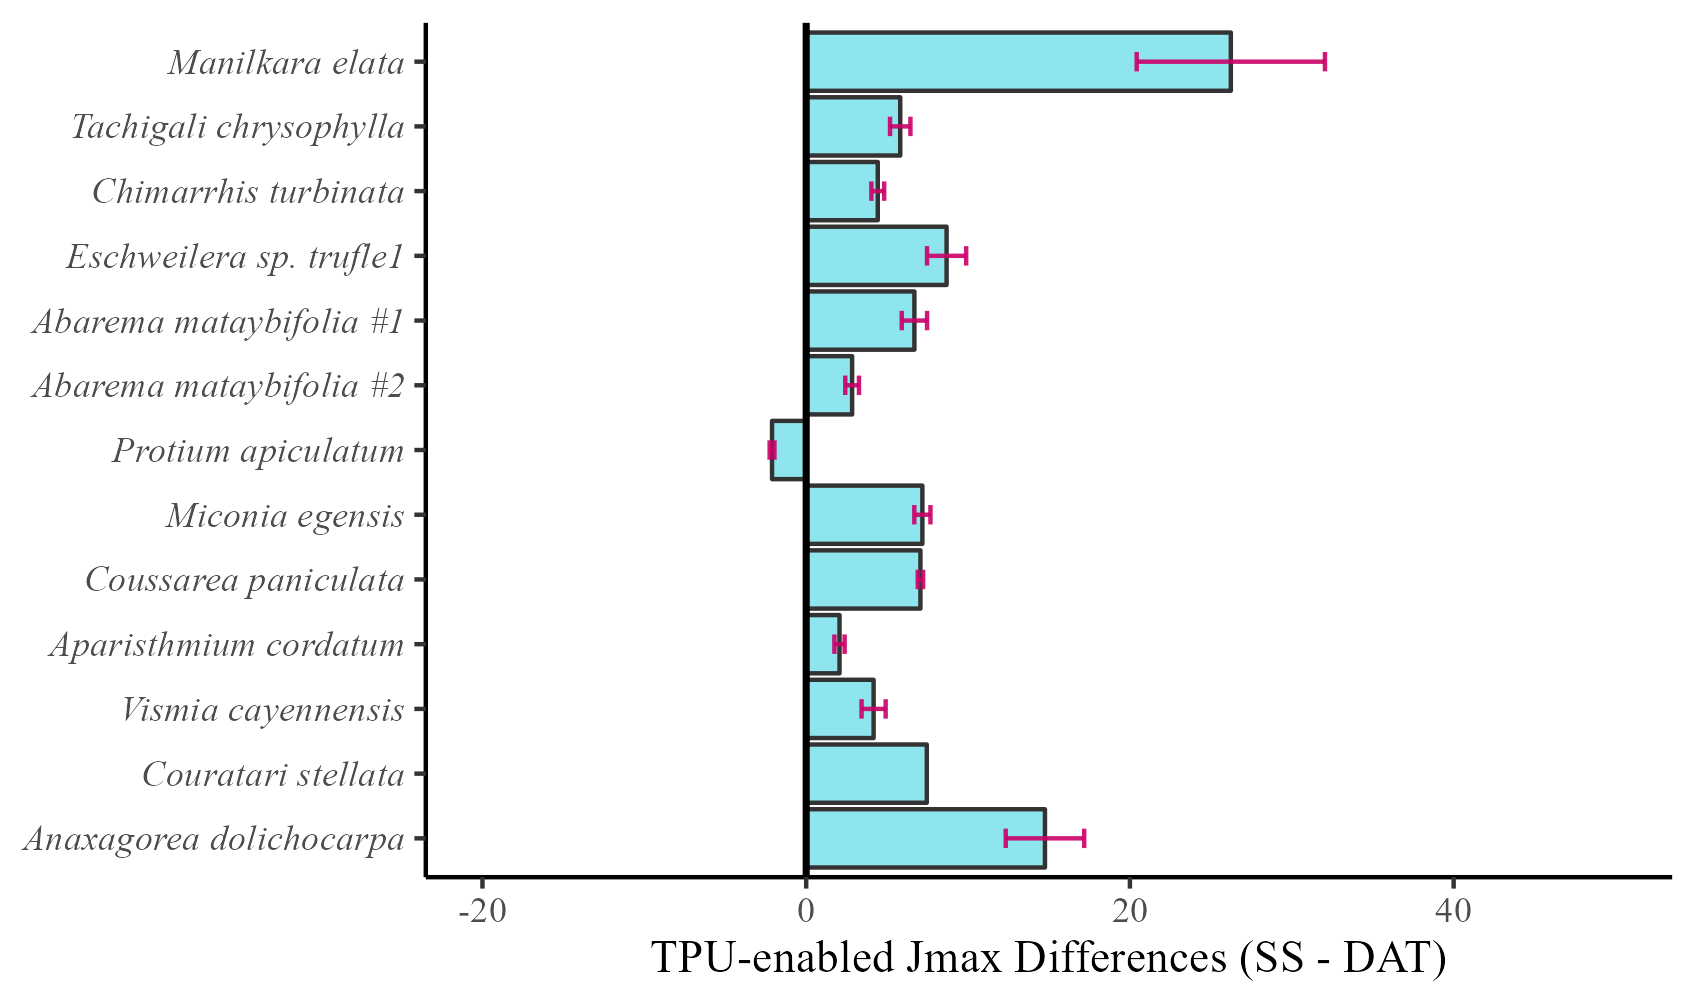 Manilkara elata
Tachigali chrysophylla
Chimarrhis turbinata
Eschweilera sp. trufle1
Abarema mataybifolia #1
Abarema mataybifolia #2
Protium apiculatum
Miconia egensis
Coussarea paniculata
Aparisthmium cordatum
Vismia cayennensis
Couratari stellata
Anaxagorea dolichocarpa
-20 0 20 40
TPU-enabled Jmax Differences (SS - DAT)